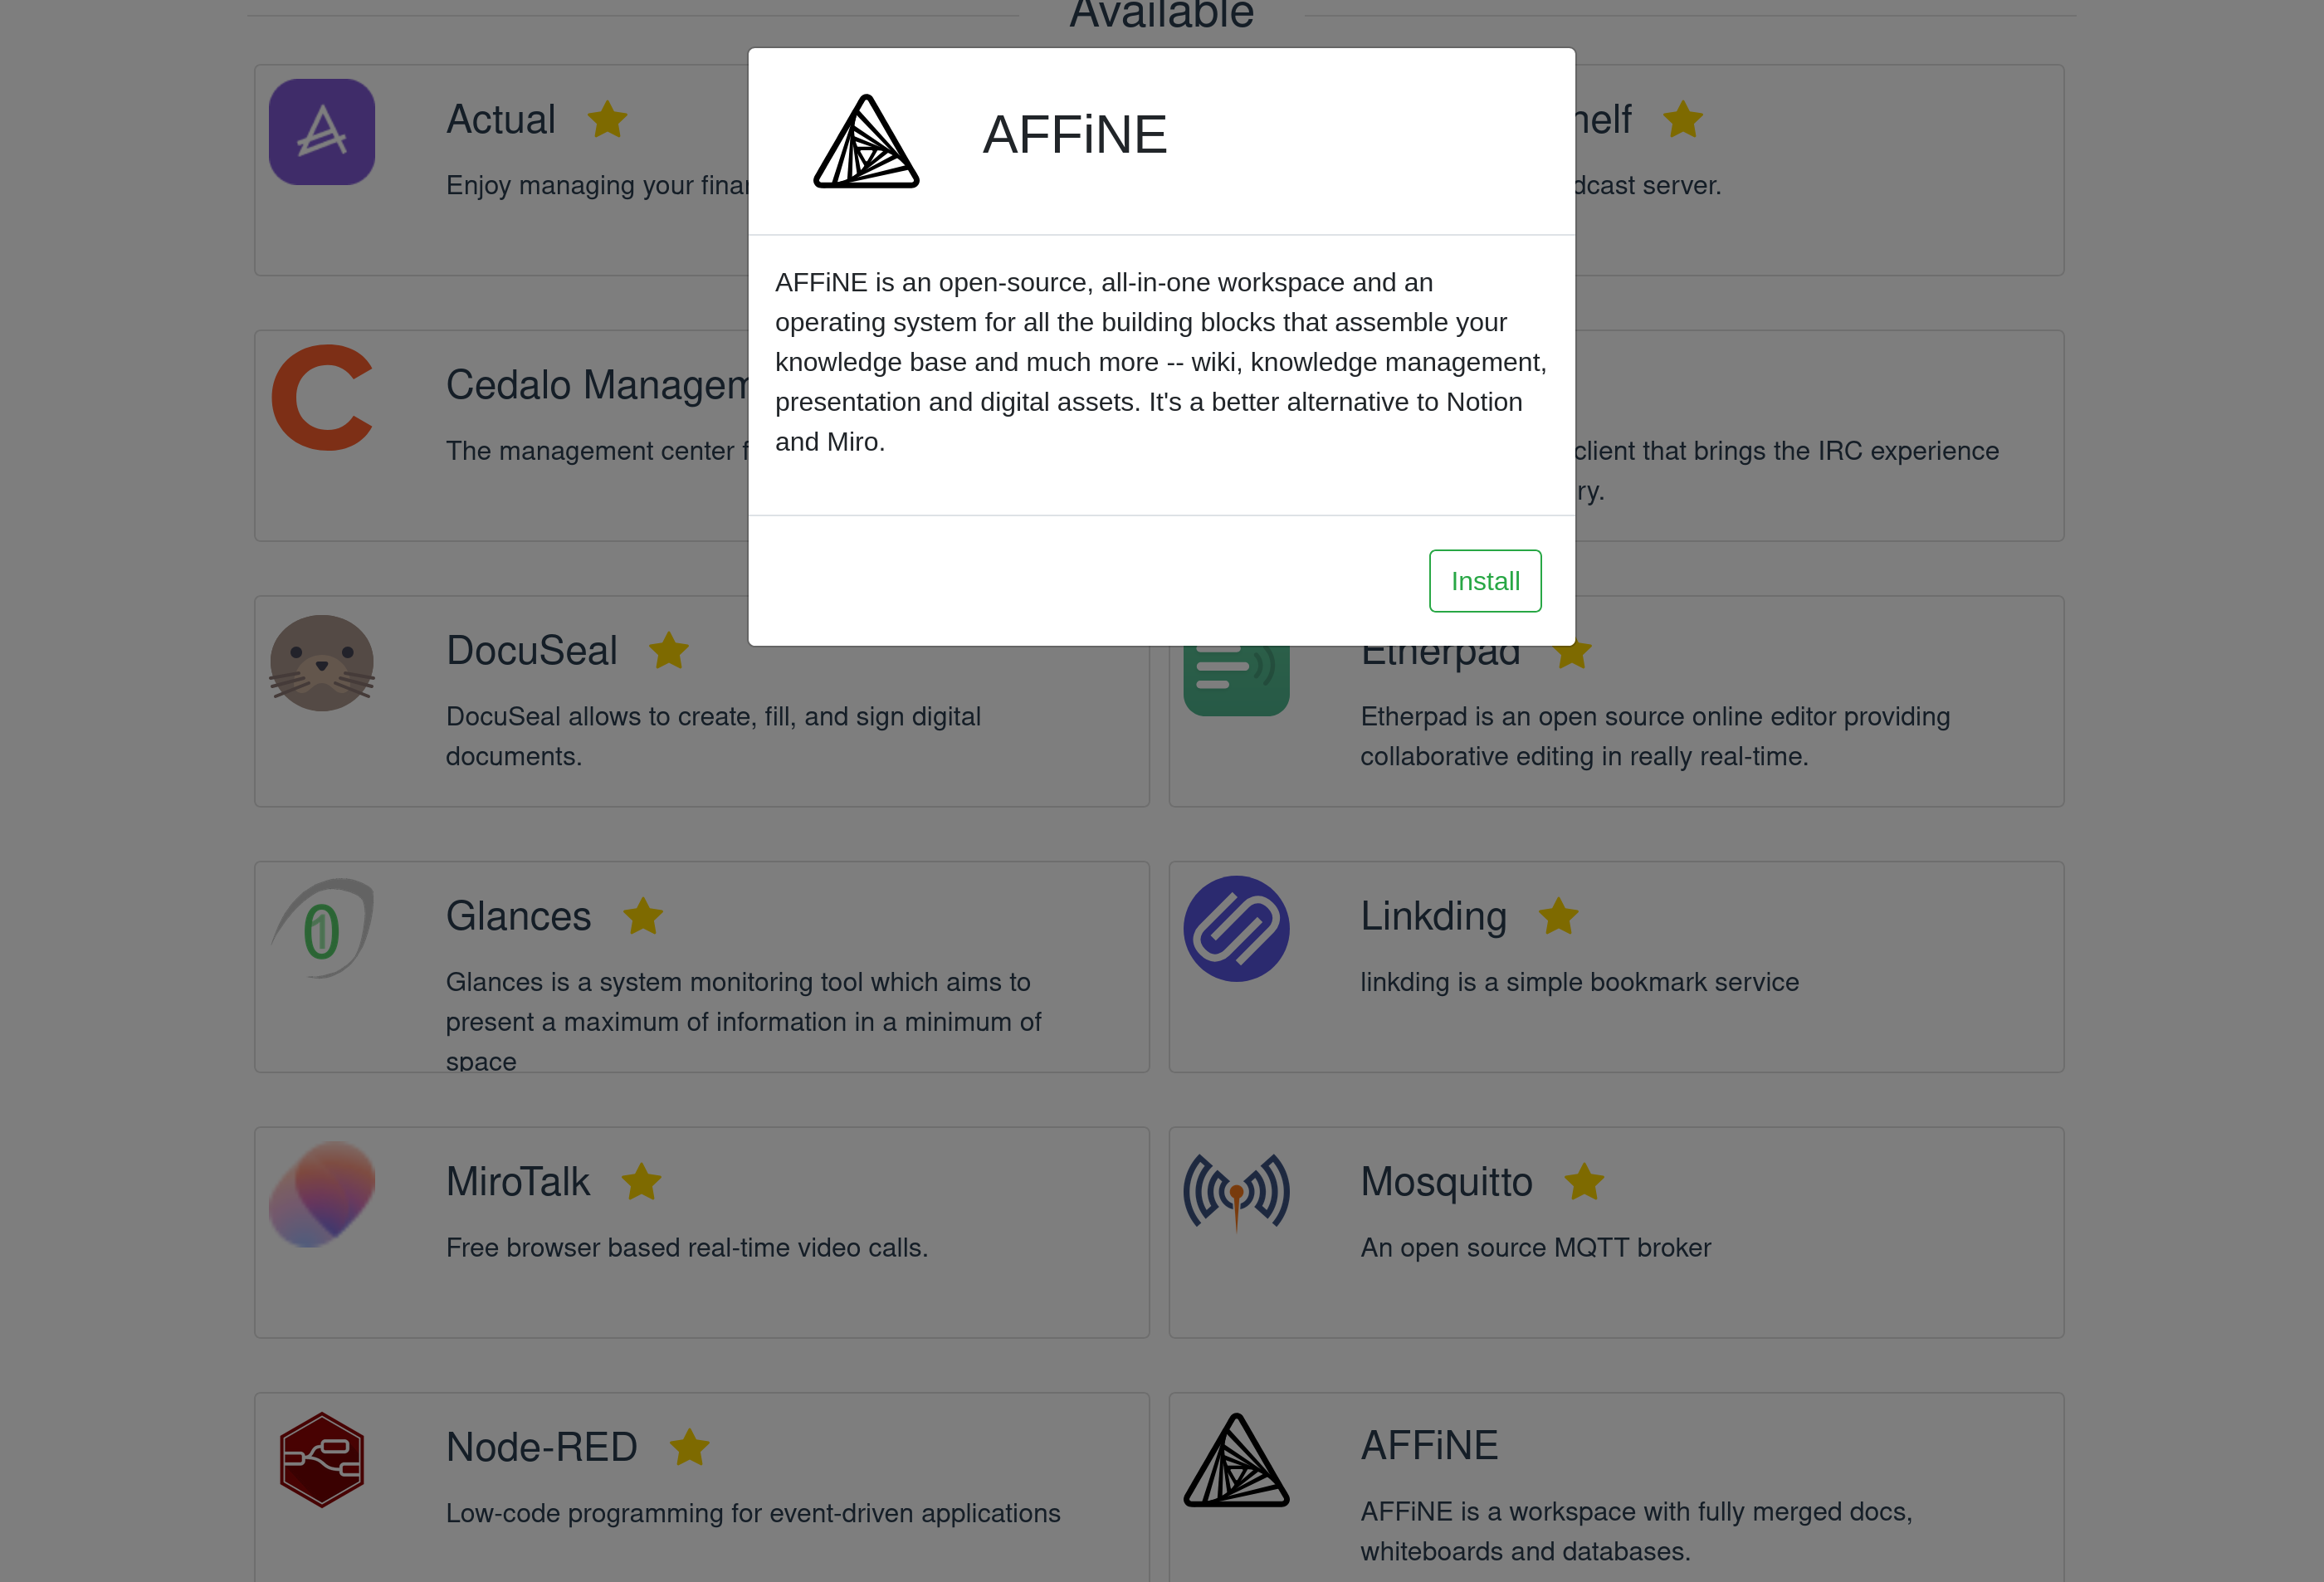 Available
AFFiNE
AFFiNE is an open-source, all-in-one workspace and an
operating system for all the building blocks that assemble your
knowledge base and much more -- wiki, knowledge management,
presentation and digital assets. It's a better alternative to Notion
and Miro.
Install
Actual
Enjoy managing your
server.
Cedalo
The management center
client that brings the IRC experience
DocuSeal
DocuSeal allows to create, fill, and sign digital
documents.
Etherpad
Etherpad is an open source online editor providing
collaborative editing in really real-time.
Glances
Glances is a system monitoring tool which aims to
present a maximum of information in a minimum of
space
Linkding
linkding is a simple bookmark service
MiroTalk
Free browser based real-time video calls.
Mosquitto
An open source MQTT broker
Node-RED
Low-code programming for event-driven applications
AFFiNE
AFFiNE is a workspace with fully merged docs,
whiteboards and databases.